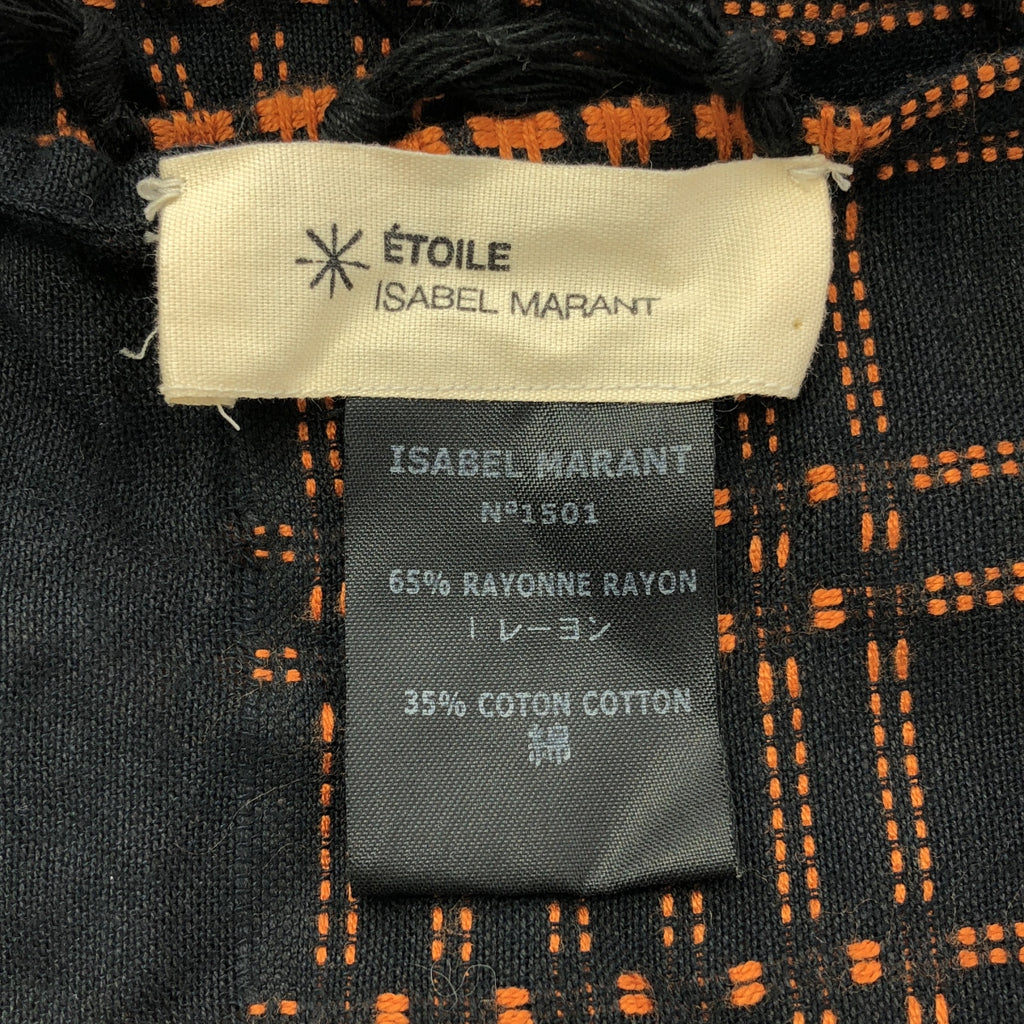 ÉTOILE
ISABEL MARANT
ISABEL MARANT
Nº1501
65% RAYONNE RAYON
レーヨン
35% COTON COTTON
綿